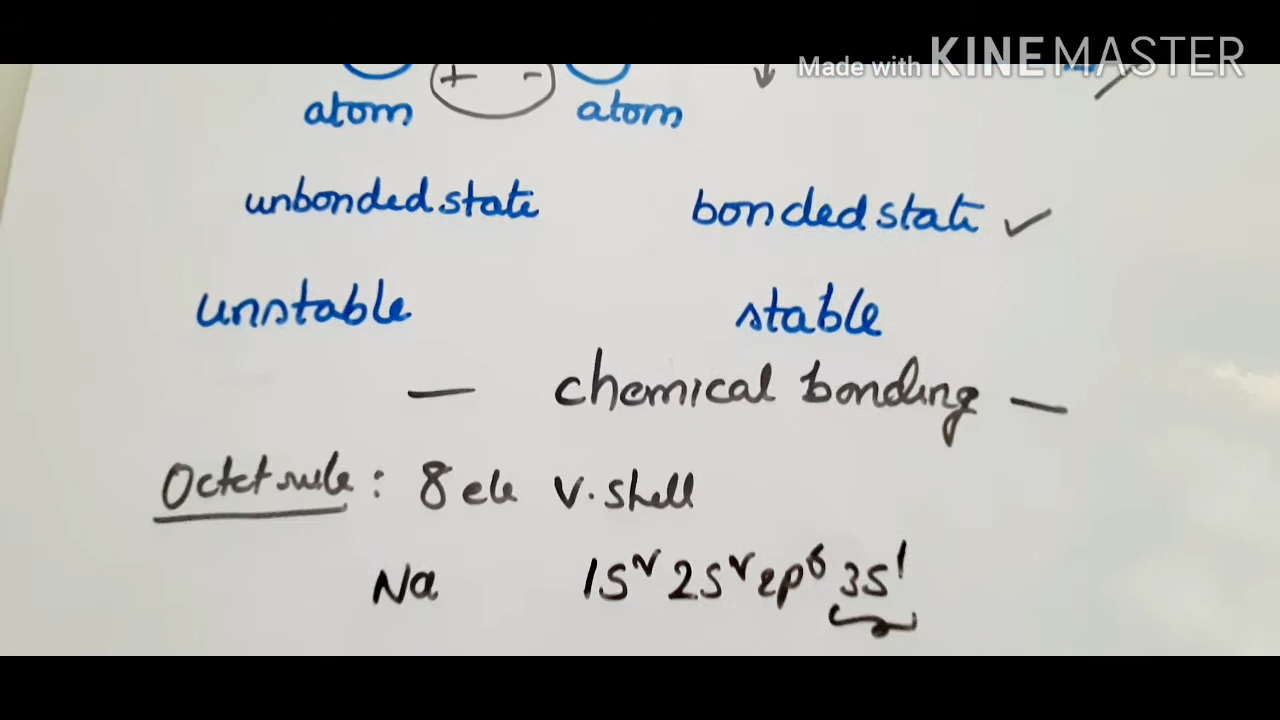 Made with KINEMASTER
+ -
atom atom
unbonded state bonded state ✓
unstable stable
— chemical bonding —
Octet rule : 8 ele v. shell
Na 1s² 2s² 2p⁶ 3s¹